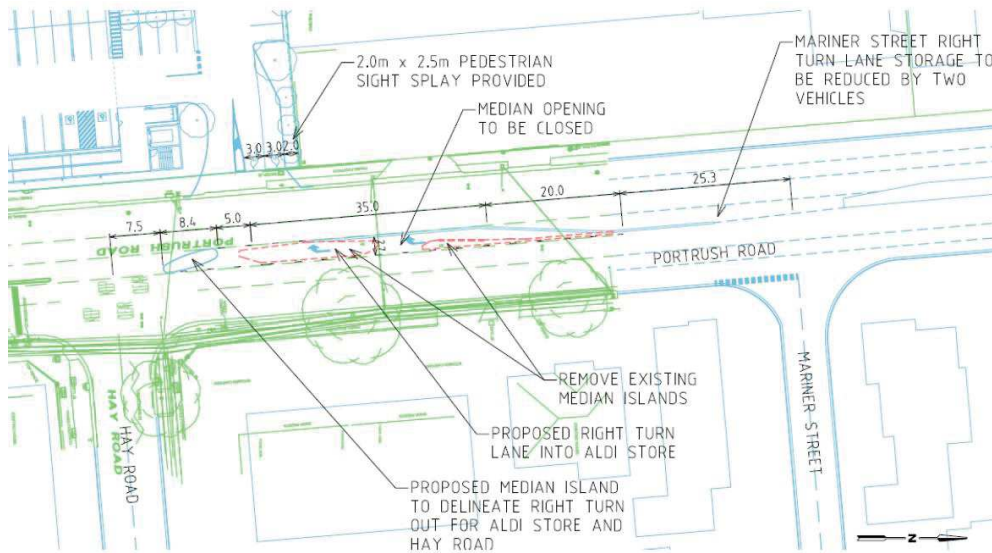 2.0m x 2.5m PEDESTRIAN
SIGHT SPLAY PROVIDED
MEDIAN OPENING
TO BE CLOSED
MARINER STREET RIGHT
TURN LANE STORAGE TO
BE REDUCED BY TWO
VEHICLES
3.0
3.0
2.0
7.5
8.4
5.0
35.0
20.0
25.3
PORTRUSH ROAD
2.7
PORTRUSH ROAD
REMOVE EXISTING
MEDIAN ISLANDS
PROPOSED RIGHT TURN
LANE INTO ALDI STORE
PROPOSED MEDIAN ISLAND
TO DELINEATE RIGHT TURN
OUT FOR ALDI STORE AND
HAY ROAD
HAY ROAD
HAY ROAD
MARINER STREET
Z